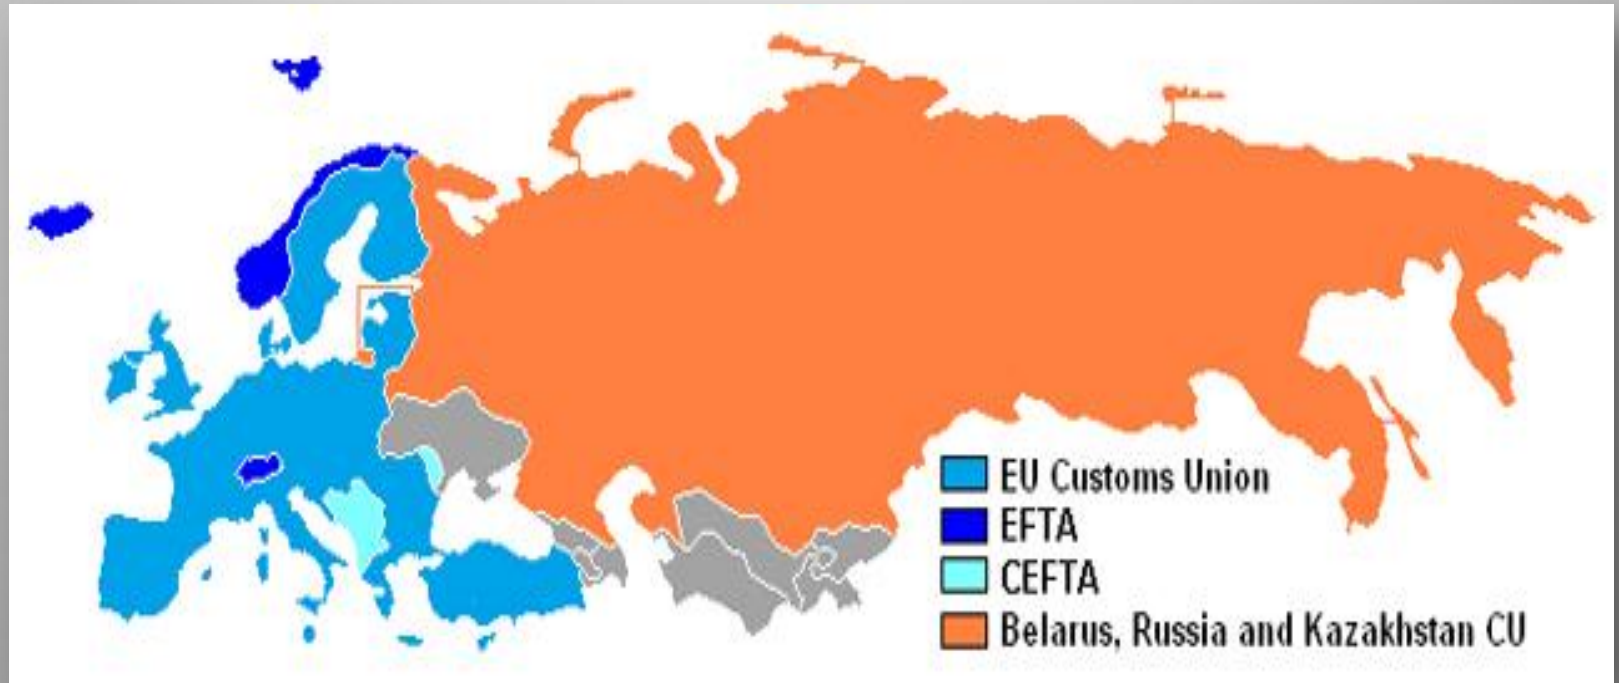 EU Customs Union
EFTA
CEFTA
Belarus, Russia and Kazakhstan CU